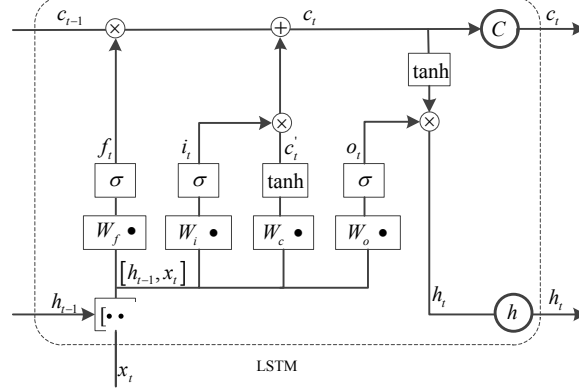 c_{t-1} × + c_t C c_t
tanh
× ×
f_t i_t c_t^' o_t
σ σ tanh σ
W_f • W_i • W_c • W_o •
[h_{t-1}, x_t]
h_{t-1} [• • h_t h h_t
x_t
LSTM